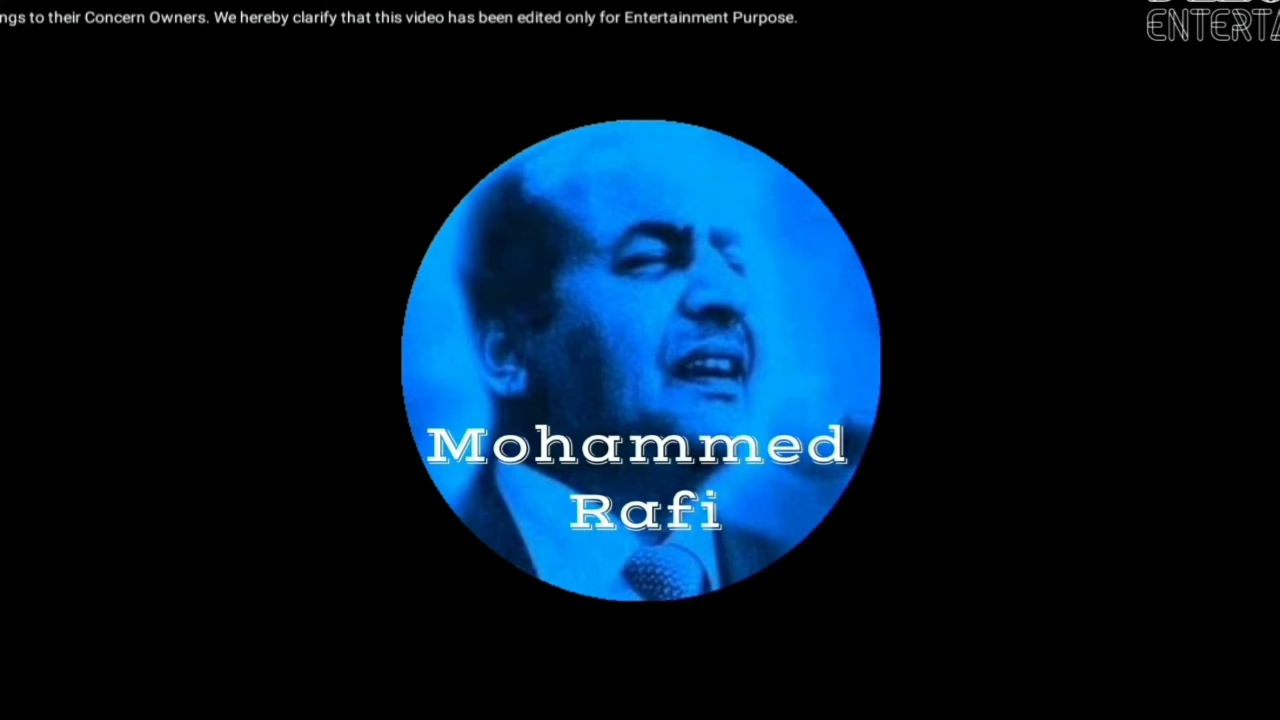 ngs to their Concern Owners. We hereby clarify that this video has been edited only for Entertainment Purpose.
ENTERTA
Mohammed
Rafi